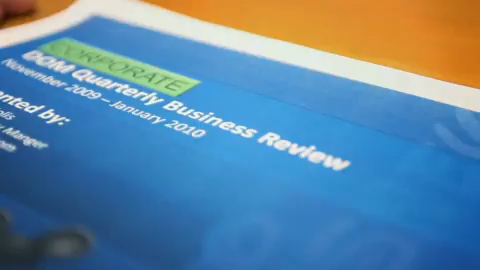 CORPORATE
DOM Quarterly Business Review
November 2009 – January 2010
nted by:
Manager